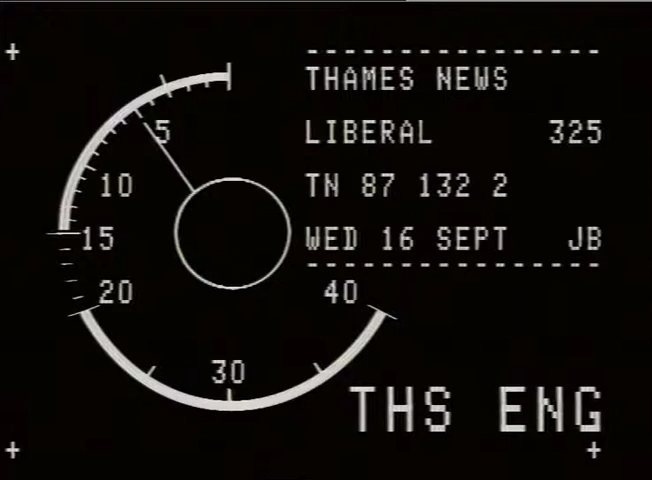 THAMES NEWS
LIBERAL 325
TN 87 132 2
WED 16 SEPT JB
5
10
15
20
30
40
THS ENG